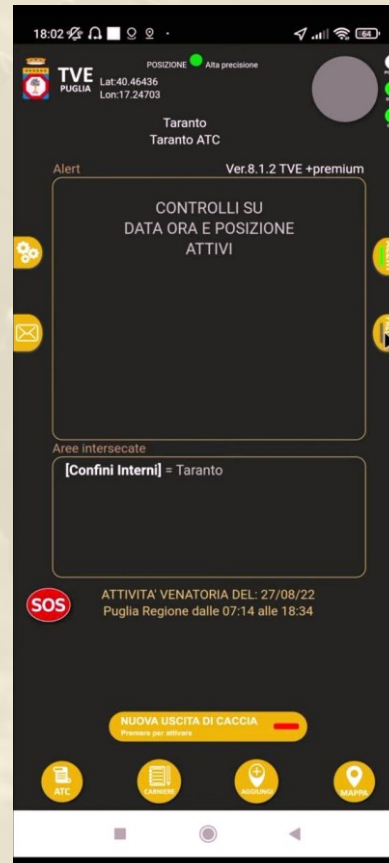 18:02
64
POSIZIONE Alta precisione
TVE
PUGLIA
Lat:40.46436
Lon:17.24703
Taranto
Taranto ATC
Alert
Ver.8.1.2 TVE +premium
CONTROLLI SU
DATA ORA E POSIZIONE
ATTIVI
Aree intersecate
[Confini Interni] = Taranto
SOS
ATTIVITA' VENATORIA DEL: 27/08/22
Puglia Regione dalle 07:14 alle 18:34
NUOVA USCITA DI CACCIA
Premere per attivare
ATC
CARNIERE
AGGIUNGI
MAPPA